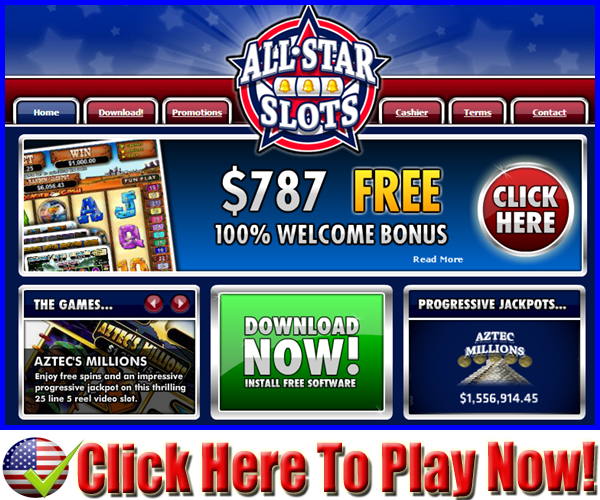 ALL★STAR
SLOTS
Home
Download!
Promotions
Cashier
Terms
Contact
WIN
$1,000.00
25
$6,056.43
FUN PLAY
$787 FREE
100% WELCOME BONUS
Read More
CLICK
HERE
THE GAMES...
AZTEC'S MILLIONS
AZTEC'S MILLIONS
Enjoy free spins and an impressive
progressive jackpot on this thrilling
25 line 5 reel video slot.
DOWNLOAD
NOW!
INSTALL FREE SOFTWARE
PROGRESSIVE JACKPOTS...
AZTEC
MILLIONS
$1,556,914.45
Click Here To Play Now!